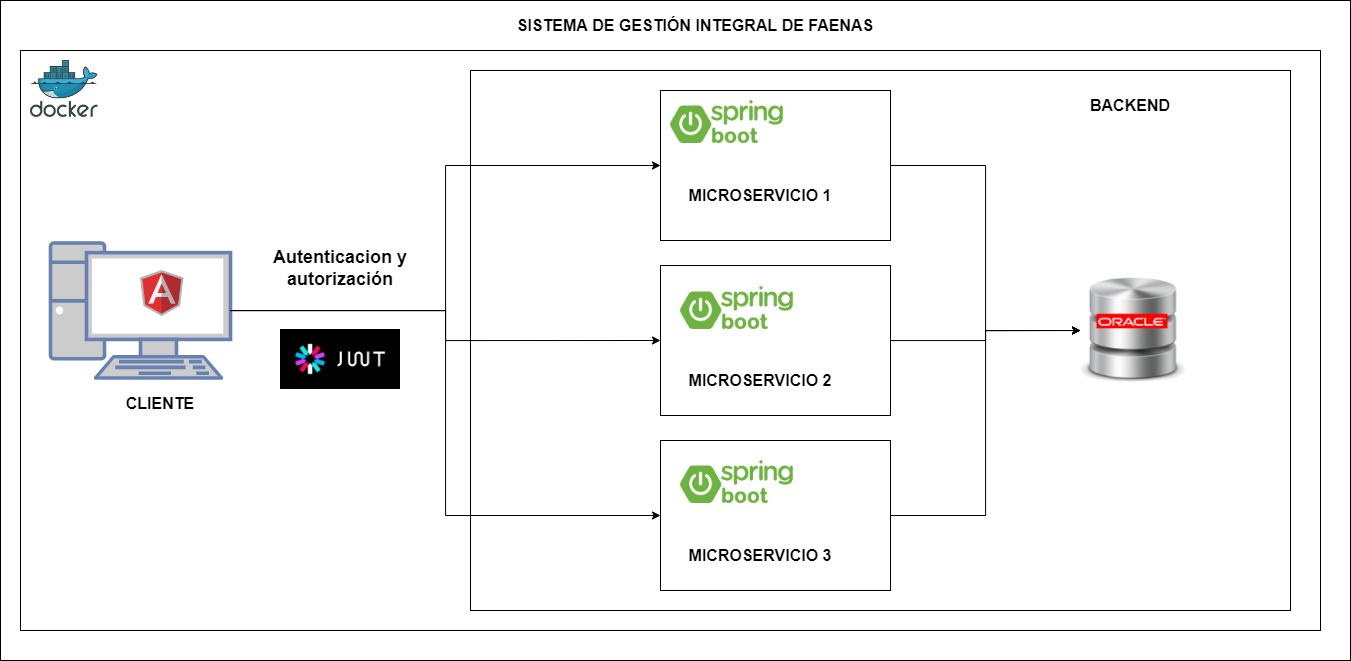 SISTEMA DE GESTIÓN INTEGRAL DE FAENAS
docker
BACKEND
spring
boot
MICROSERVICIO 1
Autenticacion y
autorización
JWT
CLIENTE
spring
boot
MICROSERVICIO 2
ORACLE
spring
boot
MICROSERVICIO 3